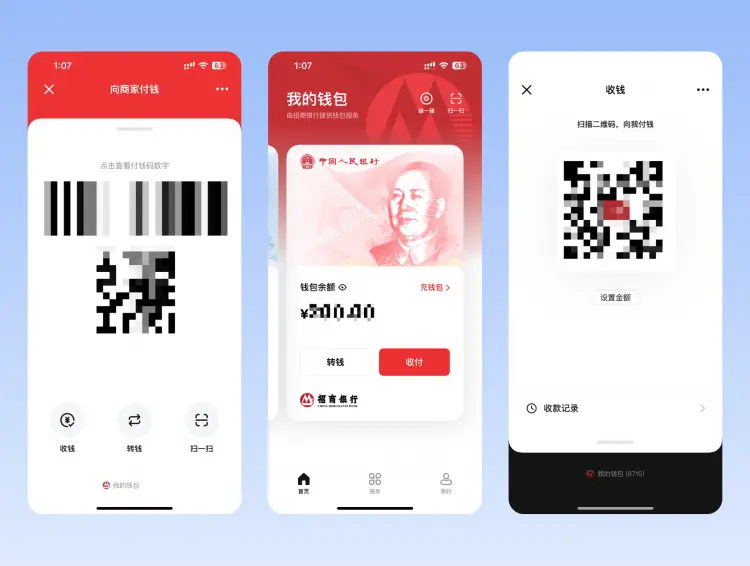 1:07
63
向商家付钱
点击查看付钱码数字
收钱
转钱
扫一扫
我的钱包
1:07
63
我的钱包
由招商银行提供钱包服务
碰一碰
扫一扫
中国人民银行
钱包余额
充钱包
转钱
收付
招商银行
CHINA MERCHANTS BANK
首页
服务
我的
收钱
扫描二维码，向我付钱
设置金额
收款记录
我的钱包 (8715)